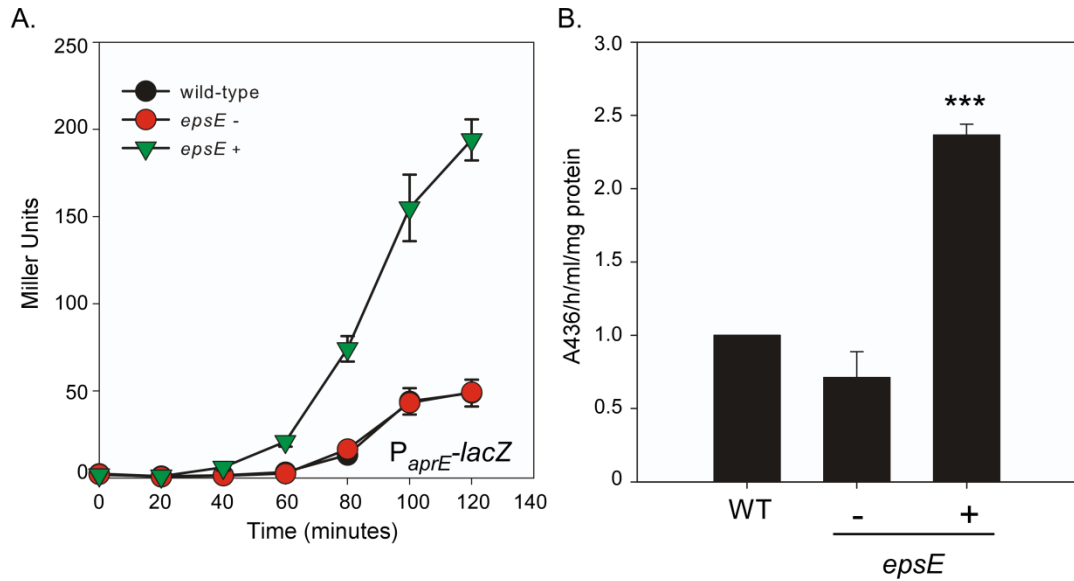 A.
250
200
150
100
50
0
Miller Units
wild-type
epsE -
epsE +
PaprE-lacZ
0 20 40 60 80 100 120 140
Time (minutes)
B.
3.0
2.5
2.0
1.5
1.0
0.5
0
A436/h/ml/mg protein
***
WT - +
epsE